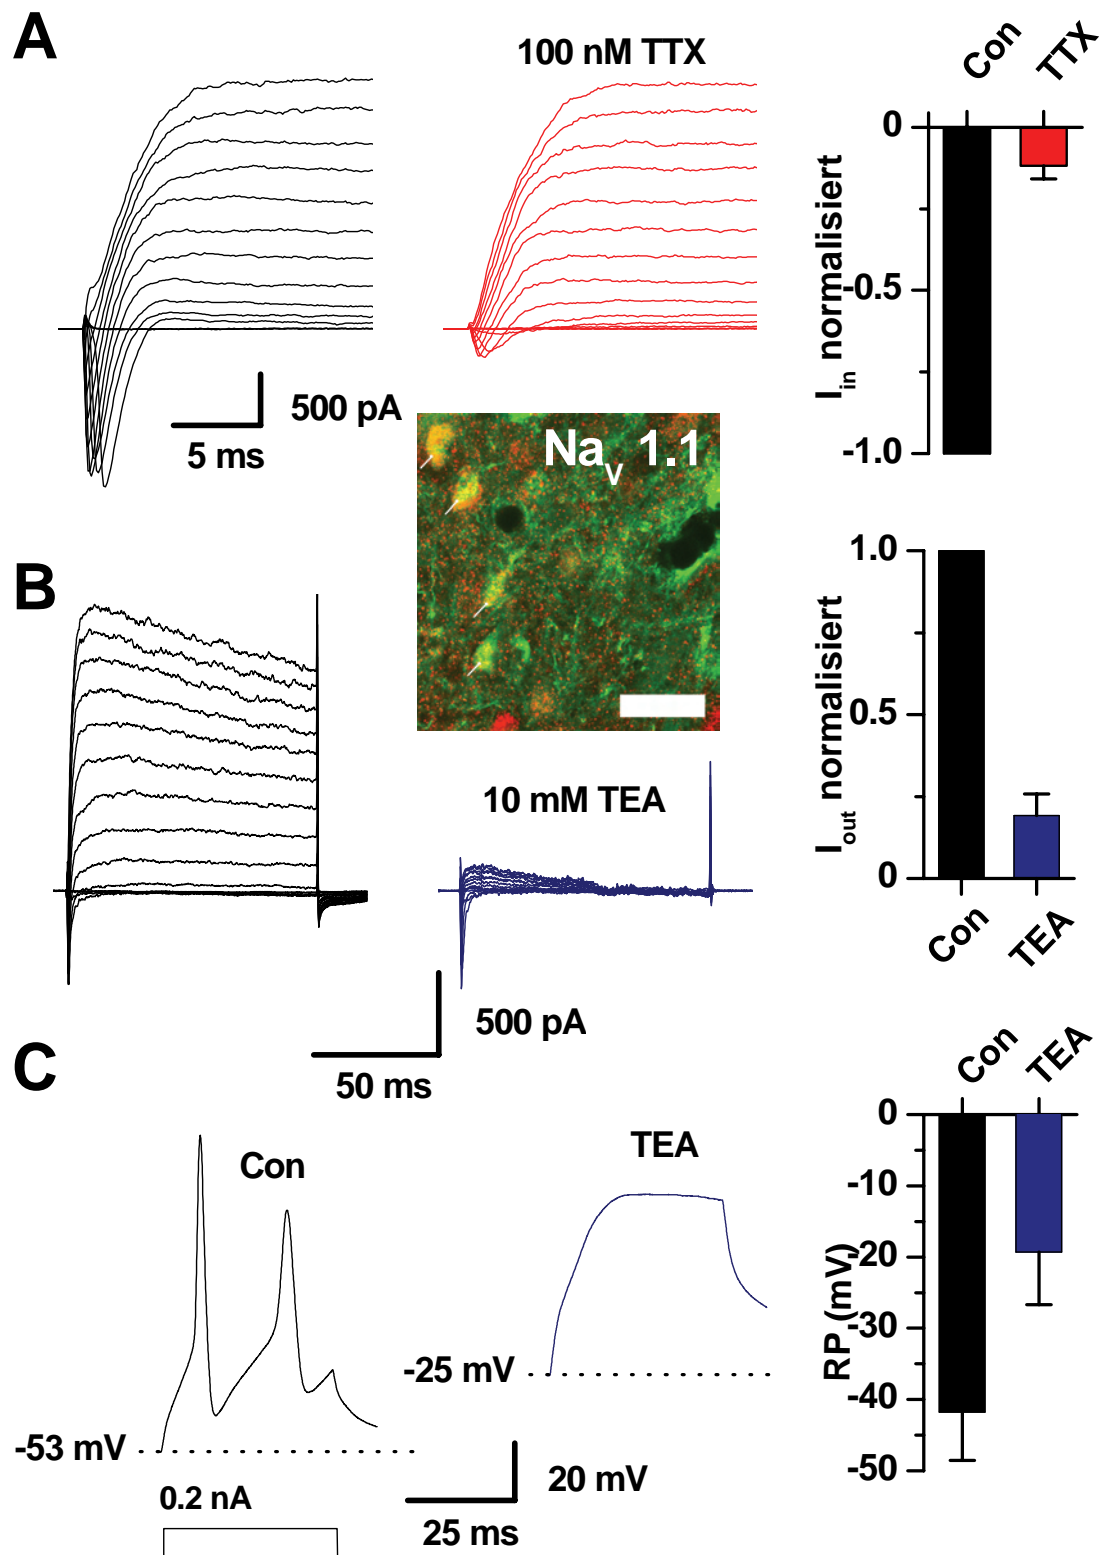 A
100 nM TTX
Con
TTX
0
-0.5
-1.0
I_in normalisiert
500 pA
5 ms
Na_V 1.1
B
10 mM TEA
500 pA
50 ms
1.0
0.5
0
I_out normalisiert
Con
TEA
C
Con
-53 mV
0.2 nA
TEA
-25 mV
20 mV
25 ms
Con
TEA
0
-10
-20
-30
-40
-50
RP (mV)